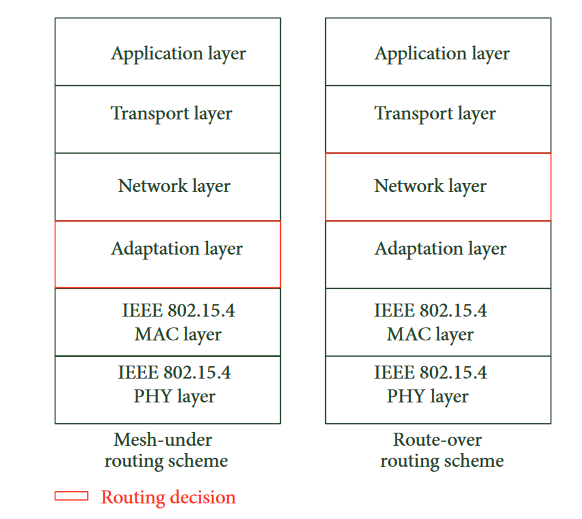 Application layer
Transport layer
Network layer
Adaptation layer
IEEE 802.15.4
MAC layer
IEEE 802.15.4
PHY layer
Mesh-under
routing scheme
Application layer
Transport layer
Network layer
Adaptation layer
IEEE 802.15.4
MAC layer
IEEE 802.15.4
PHY layer
Route-over
routing scheme
Routing decision